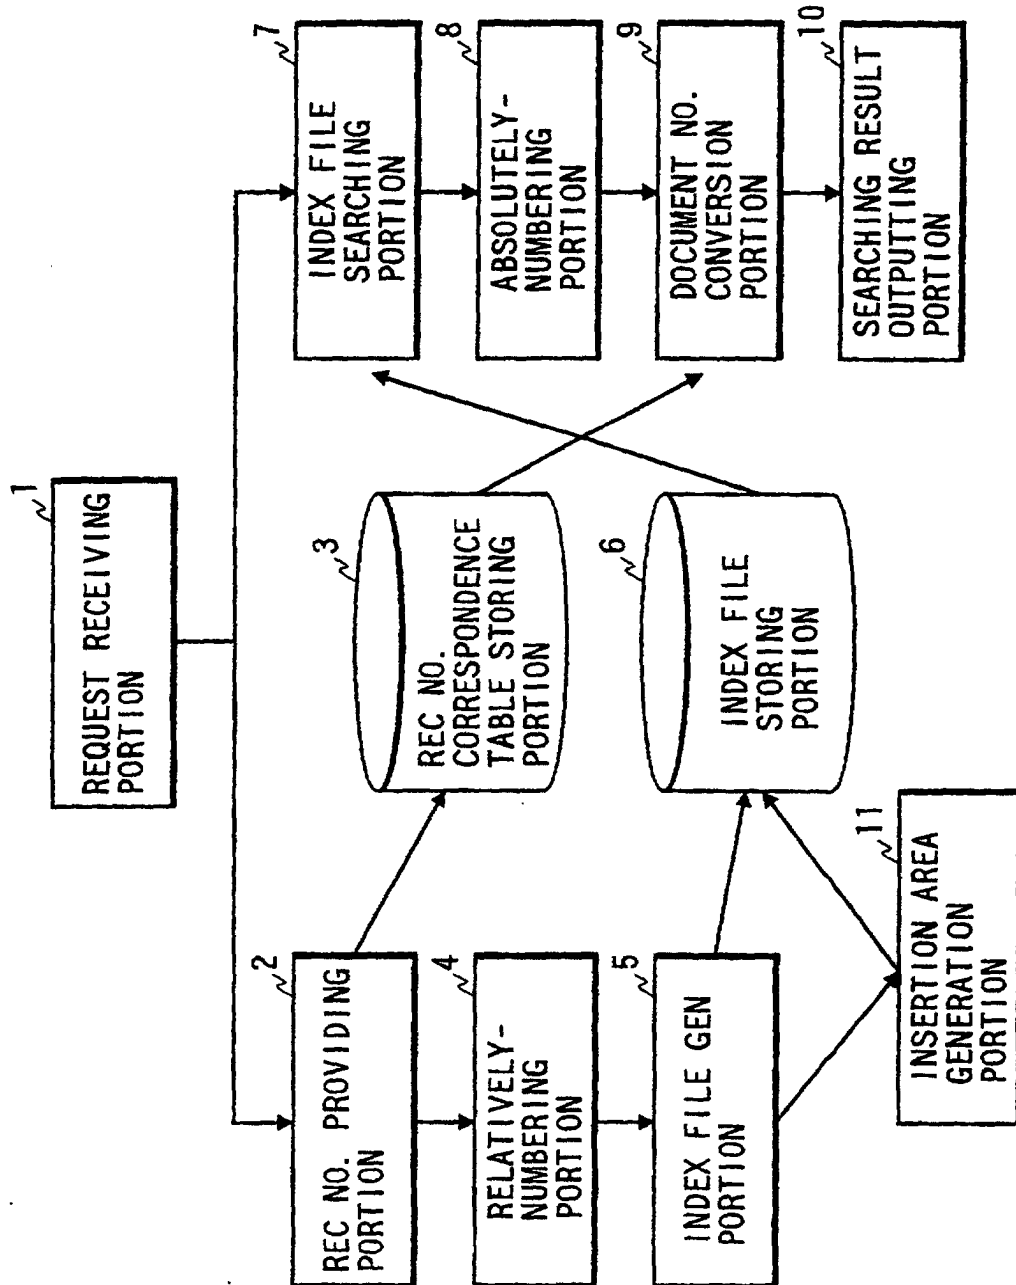 1
REQUEST RECEIVING
PORTION
2
REC NO. PROVIDING
PORTION
3
REC NO.
CORRESPONDENCE
TABLE STORING
PORTION
7
INDEX FILE
SEARCHING
PORTION
4
RELATIVELY-
NUMBERING
PORTION
8
ABSOLUTELY-
NUMBERING
PORTION
5
INDEX FILE GEN
PORTION
6
INDEX FILE
STORING
PORTION
9
DOCUMENT NO.
CONVERSION
PORTION
11
INSERTION AREA
GENERATION
PORTION
10
SEARCHING RESULT
OUTPUTTING
PORTION